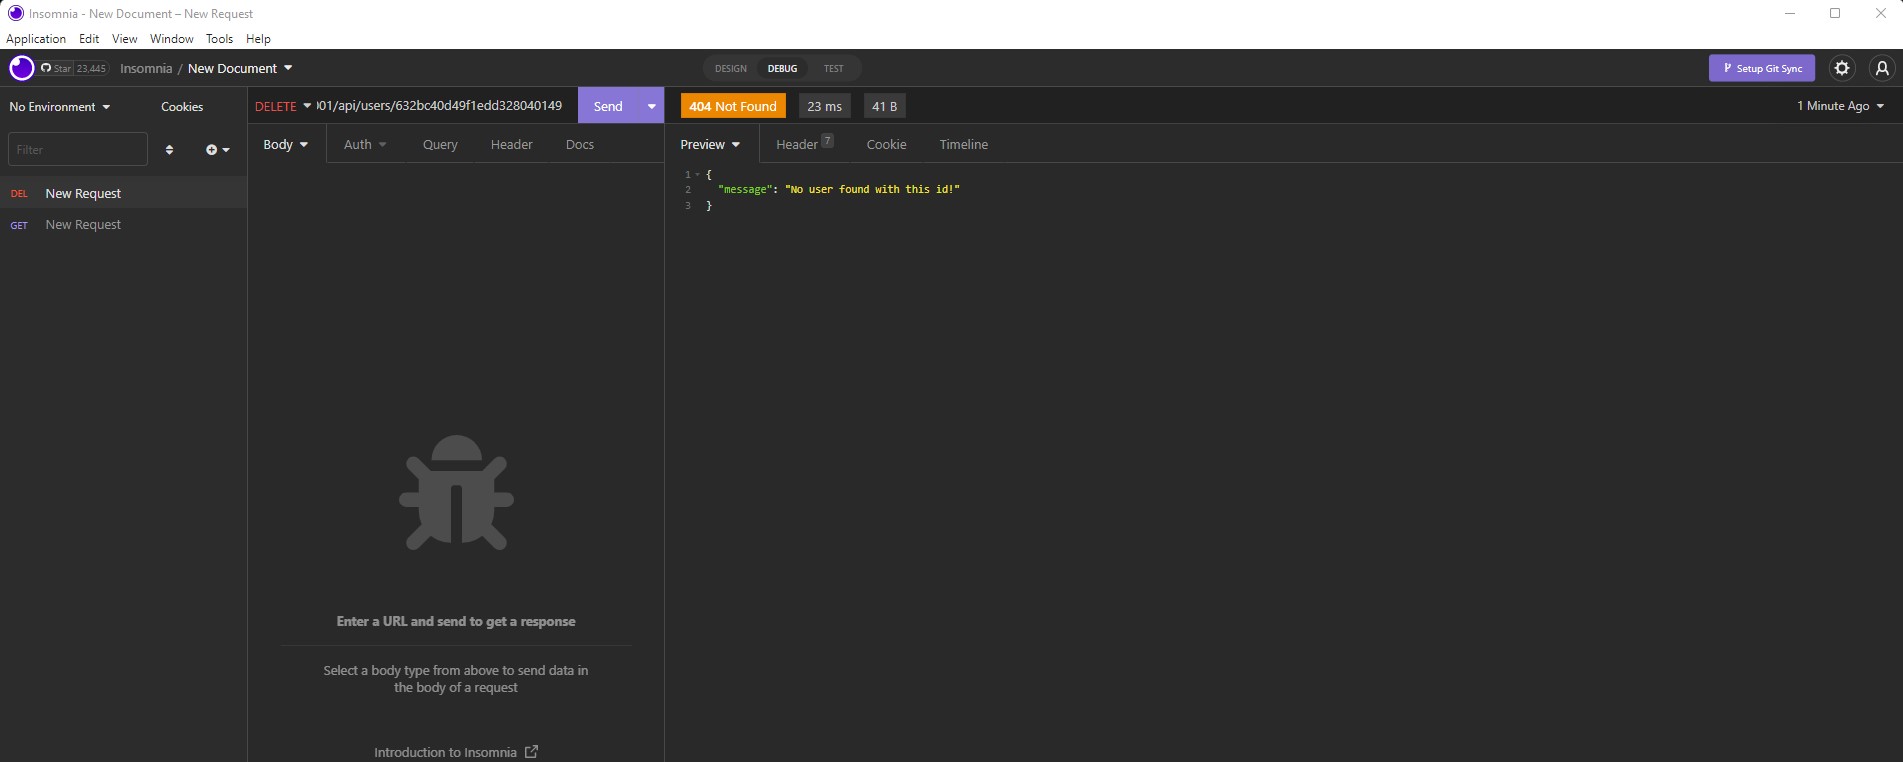 Insomnia - New Document – New Request
Application Edit View Window Tools Help
Star 23,445 Insomnia / New Document DESIGN DEBUG TEST Setup Git Sync
No Environment Cookies DELETE 001/api/users/632bc40d49f1edd328040149 Send 404 Not Found 23 ms 41 B 1 Minute Ago
Filter Body Auth Query Header Docs Preview Header 7 Cookie Timeline
DEL New Request
GET New Request
1 {
2 "message": "No user found with this id!"
3 }
Enter a URL and send to get a response
Select a body type from above to send data in
the body of a request
Introduction to Insomnia